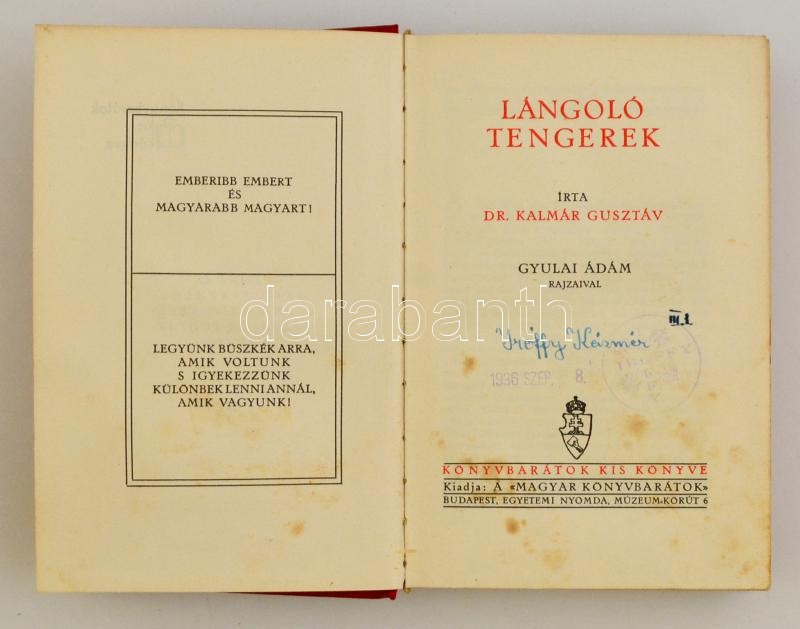 EMBERIBB EMBERT
ÉS
MAGYARABB MAGYART!
LEGYÜNK BÜSZKÉK ARRA,
AMIK VOLTUNK
S IGYEKEZZÜNK
KÜLÖNBEK LENNI ANNÁL,
AMIK VAGYUNK!
LÁNGOLÓ
TENGEREK
ÍRTA
DR. KALMÁR GUSZTÁV
GYULAI ÁDÁM
RAJZAIVAL
Kázmér
1936 SZEP. 8.
KÖNYVBARÁTOK KIS KÖNYVE
Kiadja: A «MAGYAR KÖNYVBARÁTOK»
BUDAPEST, EGYETEMI NYOMDA, MÚZEUM-KÖRÚT 6
darabanth